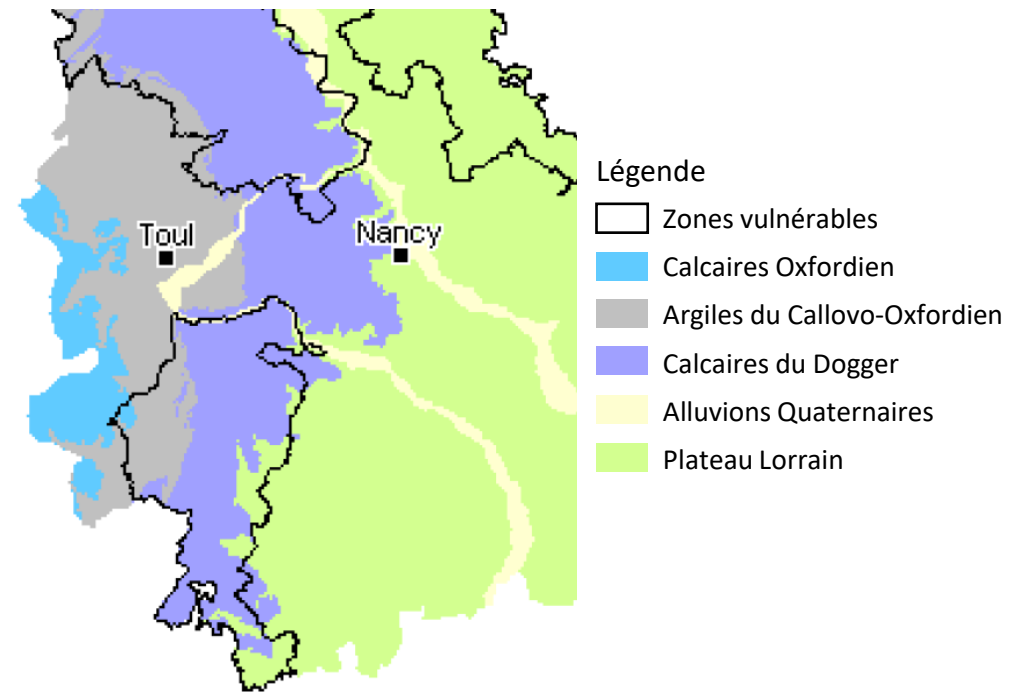 Toul
Nancy
Légende
Zones vulnérables
Calcaires Oxfordien
Argiles du Callovo-Oxfordien
Calcaires du Dogger
Alluvions Quaternaires
Plateau Lorrain